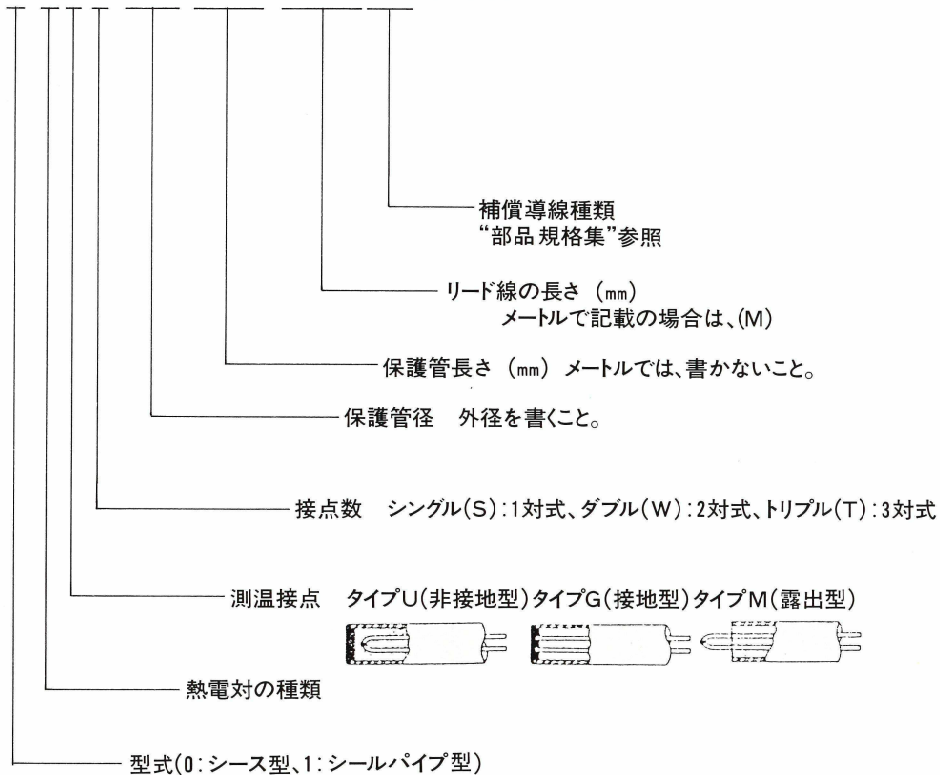 補償導線種類
“部品規格集”参照
リード線の長さ (mm)
メートルで記載の場合は、(M)
保護管長さ (mm) メートルでは、書かないこと。
保護管径 外径を書くこと。
接点数 シングル(S):1対式、ダブル(W):2対式、トリプル(T):3対式
測温接点 タイプU(非接地型)タイプG(接地型)タイプM(露出型)
熱電対の種類
型式(0:シース型、1:シールパイプ型)